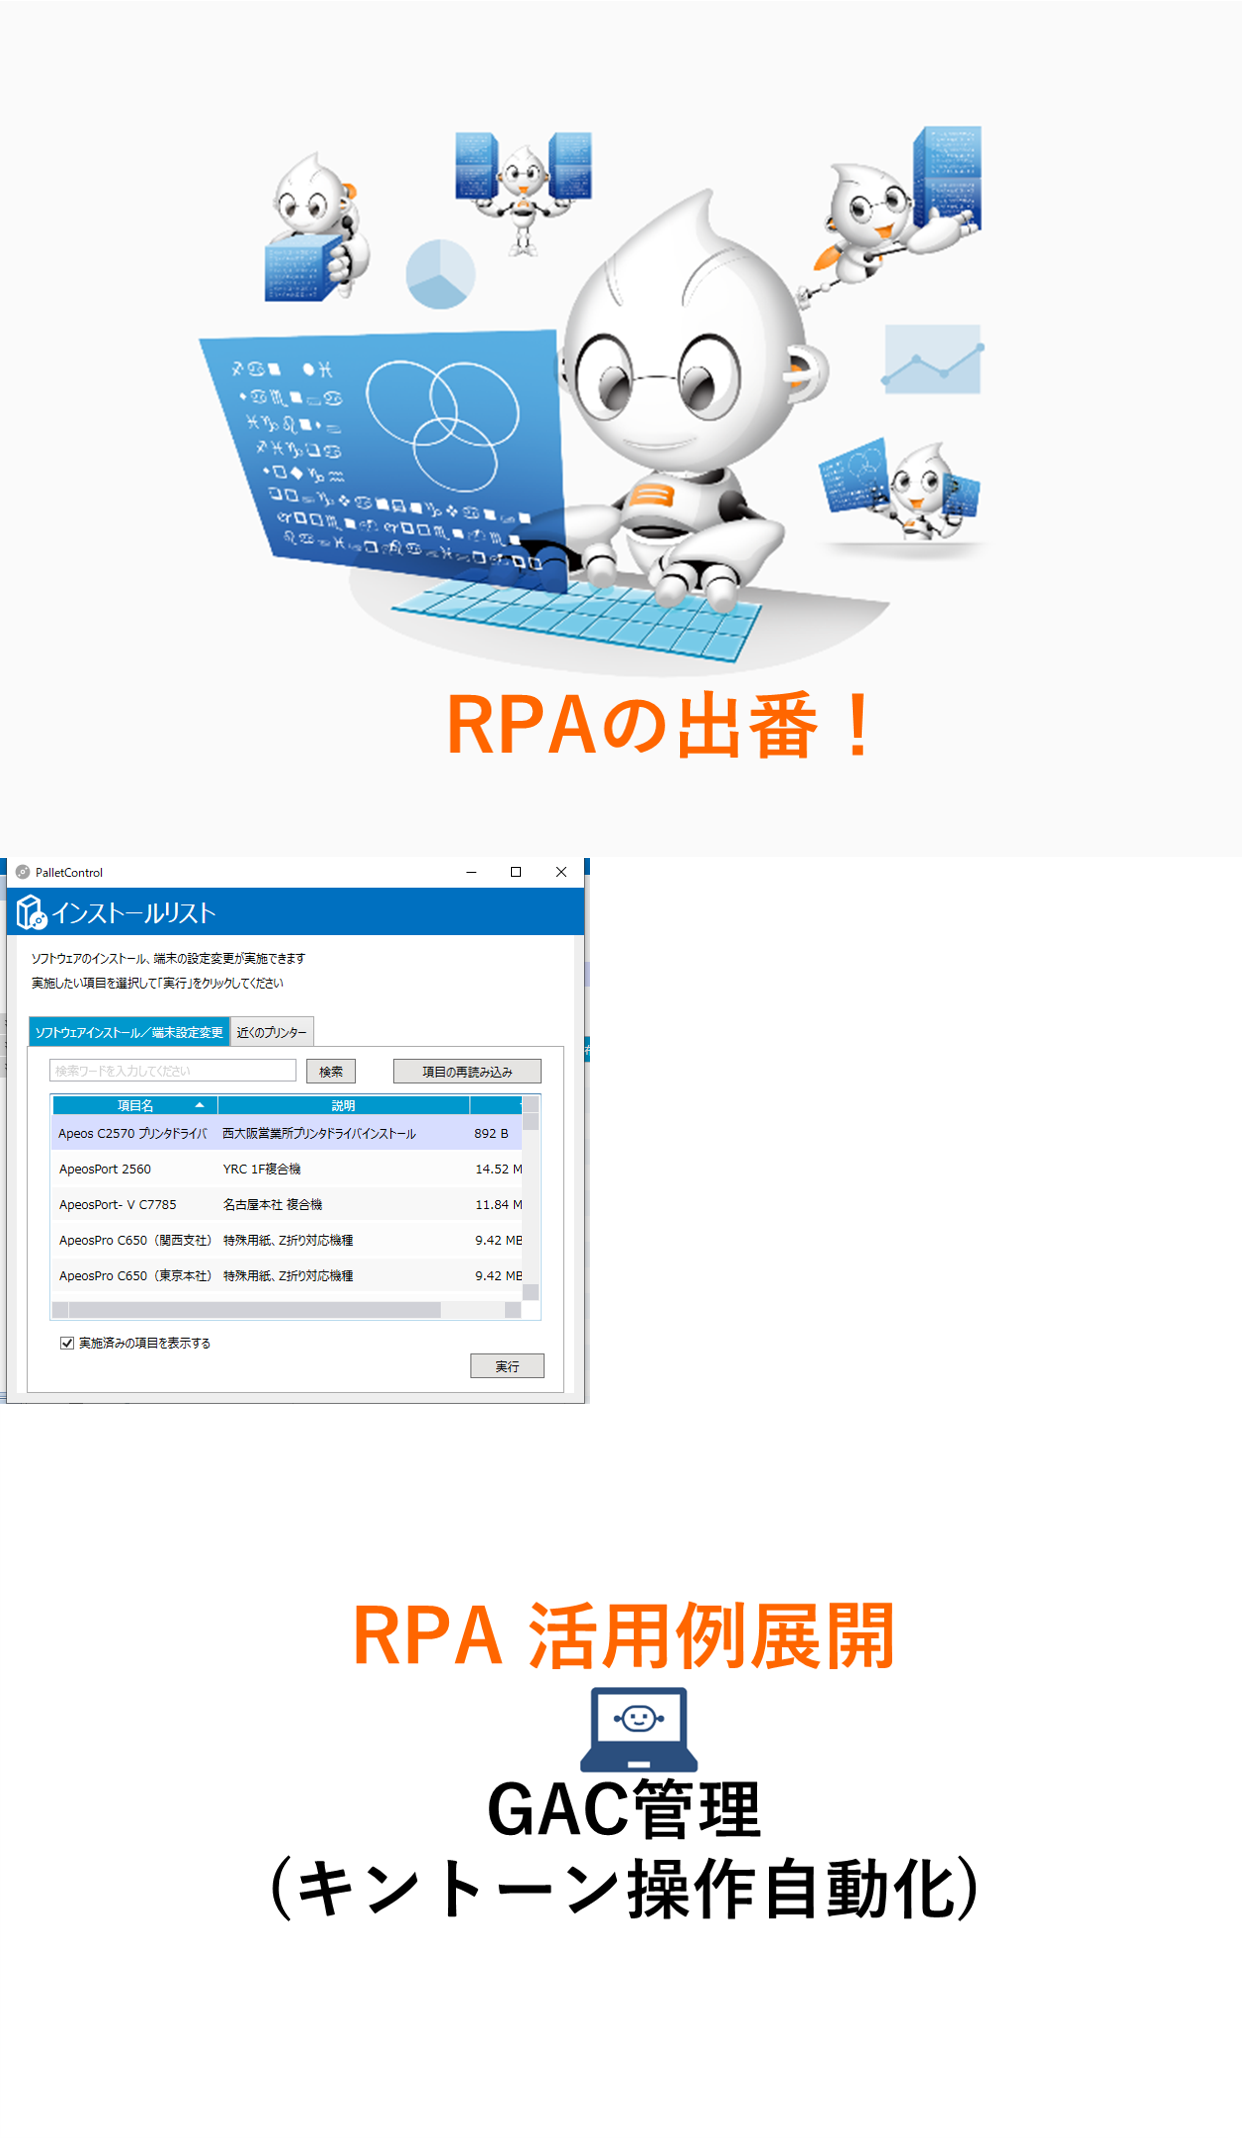 RPAの出番！
PalletControl
インストールリスト
ソフトウェアのインストール、端末の設定変更が実施できます
実施したい項目を選択して「実行」をクリックしてください
ソフトウェアインストール／端末設定変更 近くのプリンター
検索ワードを入力してください 検索 項目の再読み込み
項目名 説明
Apeos C2570 プリンタドライバ 西大阪営業所プリンタドライバインストール 892 B
ApeosPort 2560 YRC 1F複合機 14.52 M
ApeosPort- V C7785 名古屋本社 複合機 11.84 M
ApeosPro C650（関西支社） 特殊用紙、Z折り対応機種 9.42 MB
ApeosPro C650（東京本社） 特殊用紙、Z折り対応機種 9.42 MB
実施済みの項目を表示する
実行
RPA 活用例展開
GAC管理
(キントーン操作自動化)